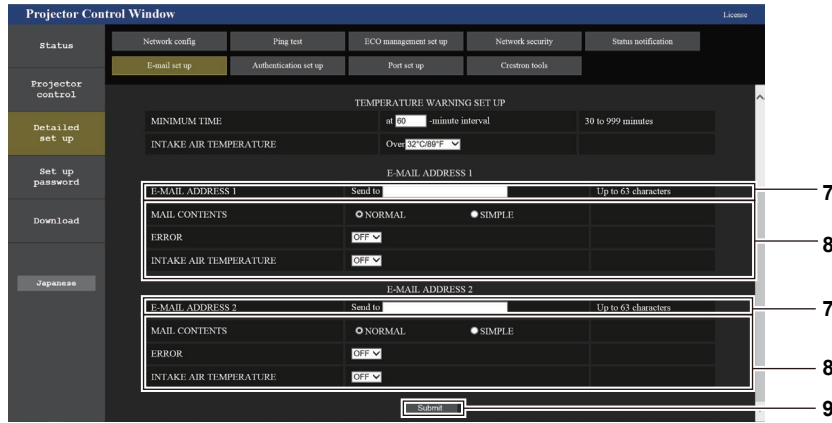 Projector Control Window License
Status
Network config Ping test ECO management set up Network security Status notification
E-mail set up Authentication set up Port set up Crestron tools
Projector
control
Detailed
set up
Set up
password
Download
Japanese
TEMPERATURE WARNING SET UP
MINIMUM TIME at 60 -minute interval 30 to 999 minutes
INTAKE AIR TEMPERATURE Over 32°C/89°F
E-MAIL ADDRESS 1
E-MAIL ADDRESS 1 Send to Up to 63 characters 7
MAIL CONTENTS NORMAL SIMPLE
ERROR OFF 8
INTAKE AIR TEMPERATURE OFF
E-MAIL ADDRESS 2
E-MAIL ADDRESS 2 Send to Up to 63 characters 7
MAIL CONTENTS NORMAL SIMPLE
ERROR OFF 8
INTAKE AIR TEMPERATURE OFF
Submit 9